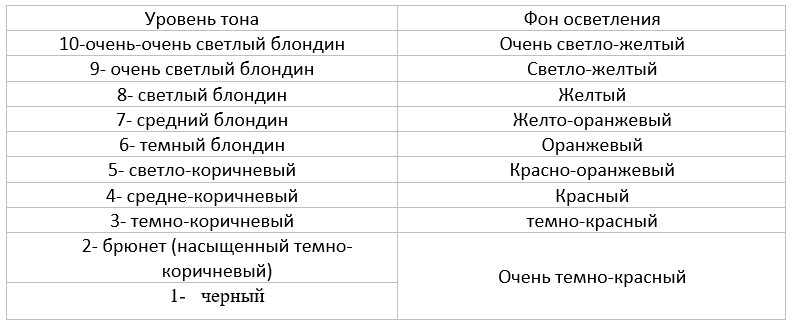 Уровень тона Фон осветления
10-очень-очень светлый блондин Очень светло-желтый
9- очень светлый блондин Светло-желтый
8- светлый блондин Желтый
7- средний блондин Желто-оранжевый
6- темный блондин Оранжевый
5- светло-коричневый Красно-оранжевый
4- средне-коричневый Красный
3- темно-коричневый темно-красный
2- брюнет (насыщенный темно-
коричневый)
Очень темно-красный
1- черный